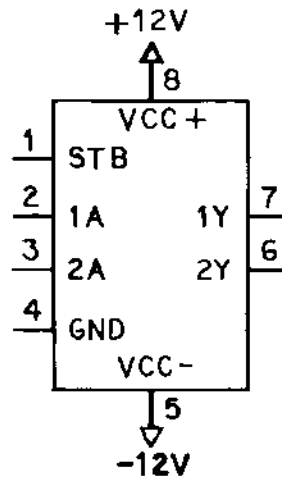 +12V
8
VCC+
1 STB
2 1A 1Y 7
3 2A 2Y 6
4 GND
VCC-
5
-12V